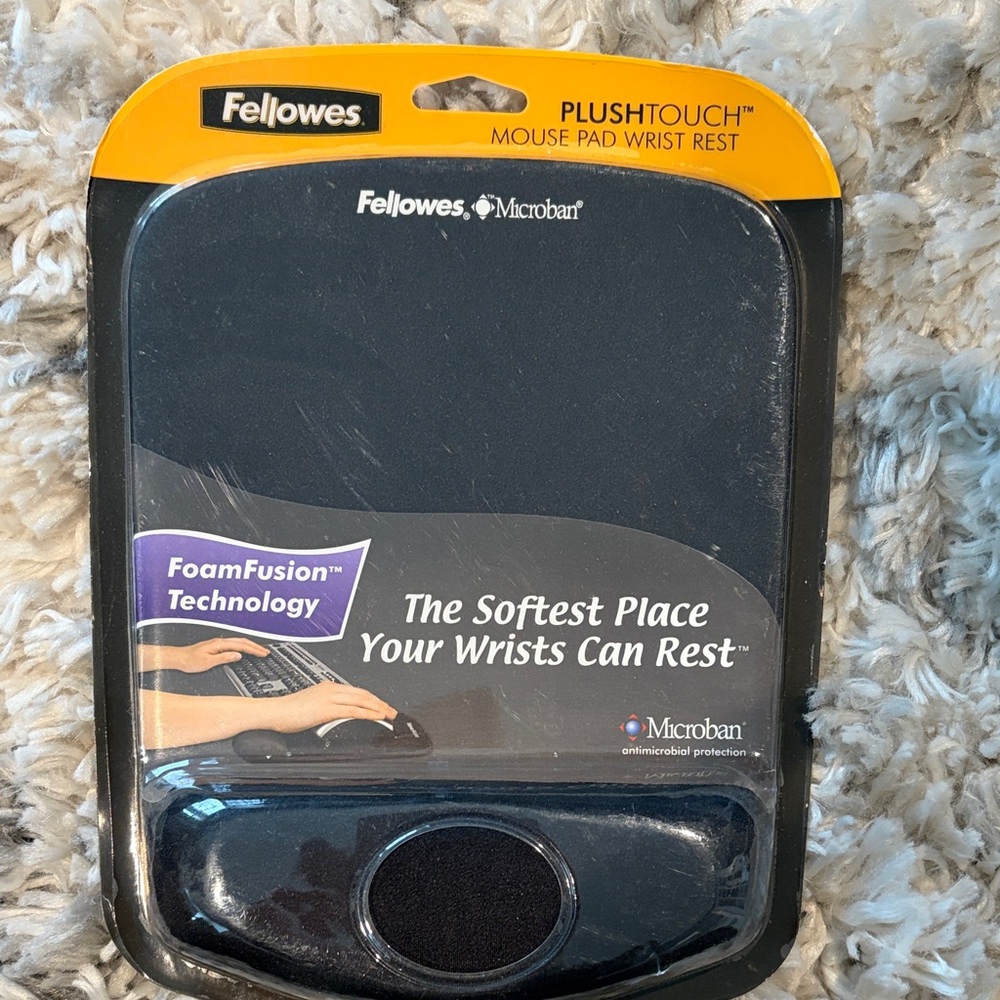 Fellowes®
PLUSHTOUCH™
MOUSE PAD WRIST REST
Fellowes® Microban®
FoamFusion™
Technology
The Softest Place
Your Wrists Can Rest™
Microban®
antimicrobial protection